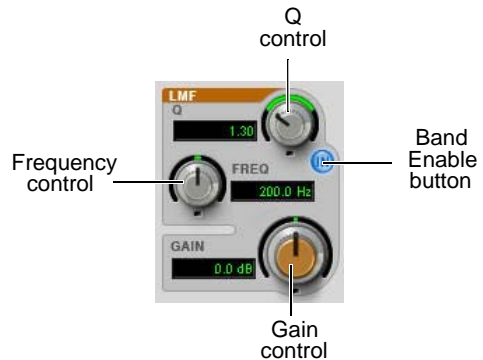 Q
control
LMF
Q
1.30
IN
Band
Enable
button
Frequency
control
FREQ
200.0 Hz
GAIN
0.0 dB
Gain
control